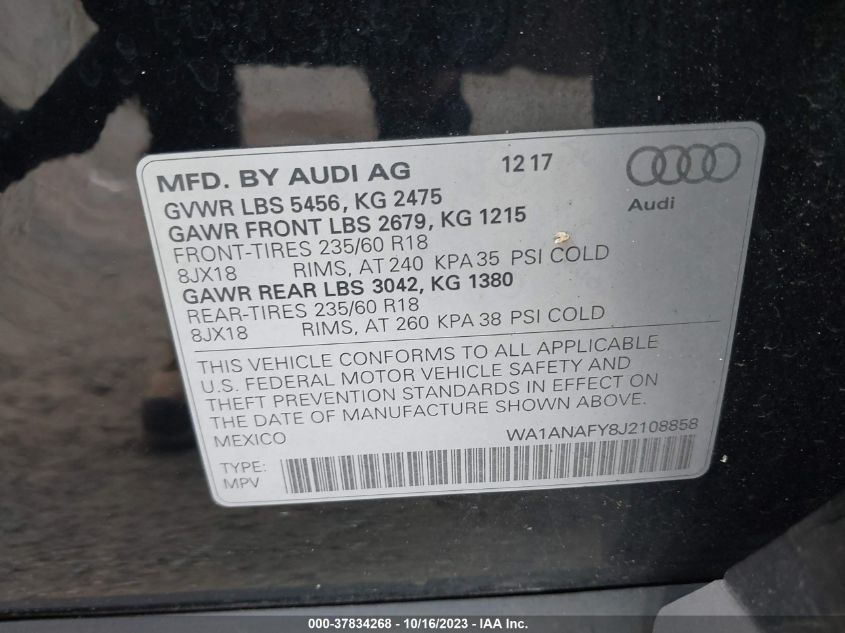 MFD. BY AUDI AG 12 17
GVWR LBS 5456, KG 2475
GAWR FRONT LBS 2679, KG 1215
FRONT-TIRES 235/60 R18
8JX18 RIMS, AT 240 KPA 35 PSI COLD
GAWR REAR LBS 3042, KG 1380
REAR-TIRES 235/60 R18
8JX18 RIMS, AT 260 KPA 38 PSI COLD
Audi
THIS VEHICLE CONFORMS TO ALL APPLICABLE
U.S. FEDERAL MOTOR VEHICLE SAFETY AND
THEFT PREVENTION STANDARDS IN EFFECT ON
THE DATE OF MANUFACTURE SHOWN ABOVE.
MEXICO WA1ANAFY8J2108858
TYPE:
MPV
000-37834268 - 10/16/2023 - IAA Inc.